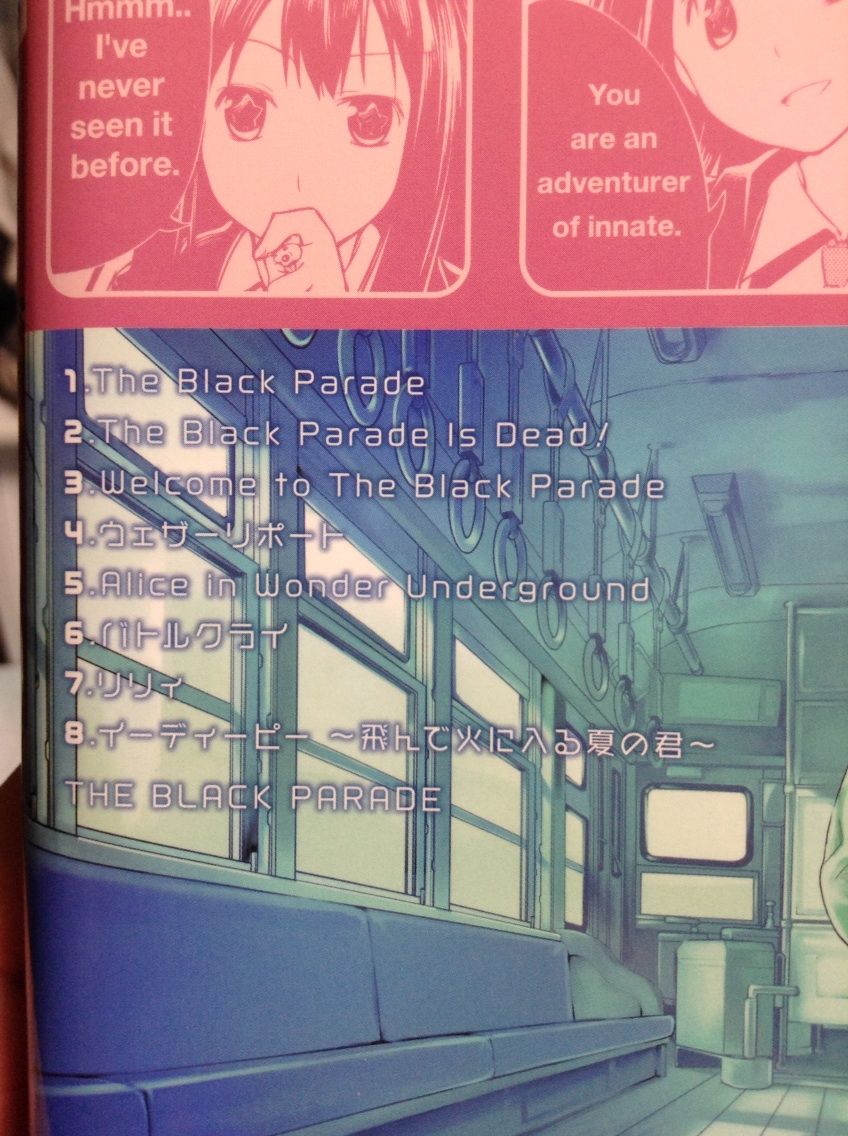 Hmmm..
I've
never
seen it
before.
You
are an
adventurer
of innate.
1.The Black Parade
2.The Black Parade Is Dead!
3.Welcome to The Black Parade
4.ウェザーリポート
5.Alice in Wonder Underground
6.バトルクライ
7.リリィ
8.イーディーピー ～飛んで火に入る夏の君～
THE BLACK PARADE